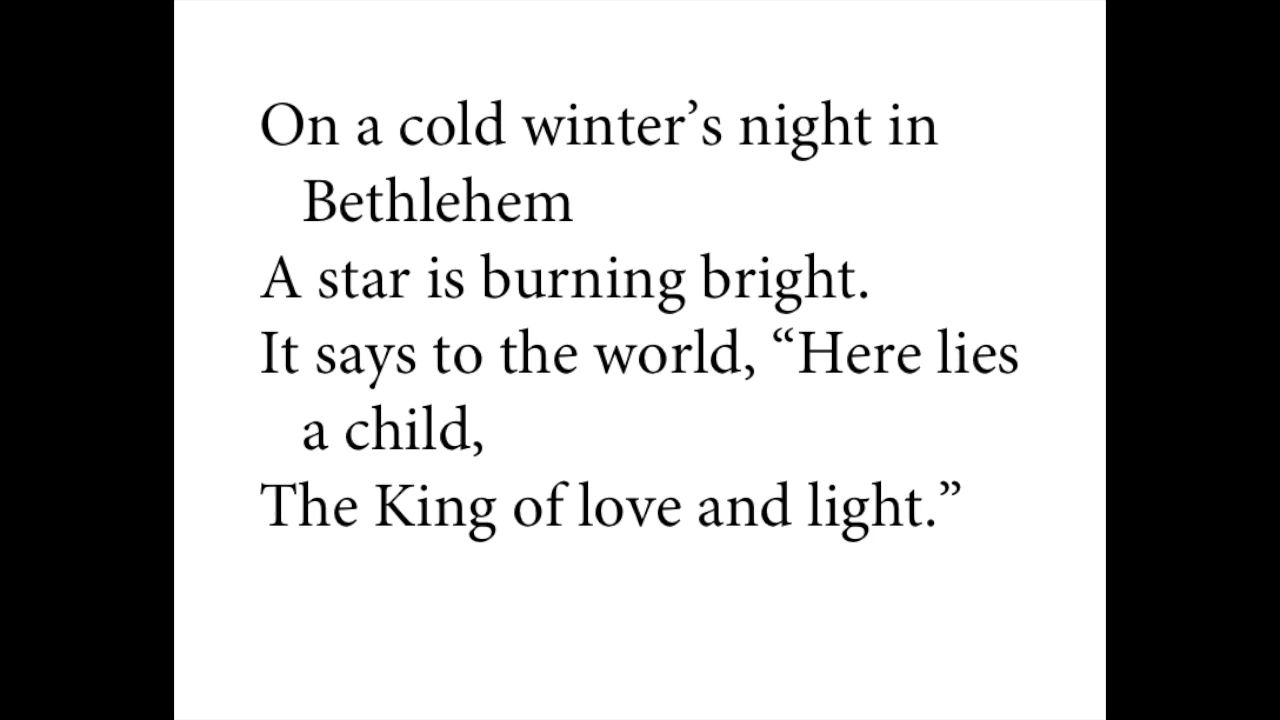 On a cold winter’s night in
Bethlehem
A star is burning bright.
It says to the world, “Here lies
a child,
The King of love and light.”